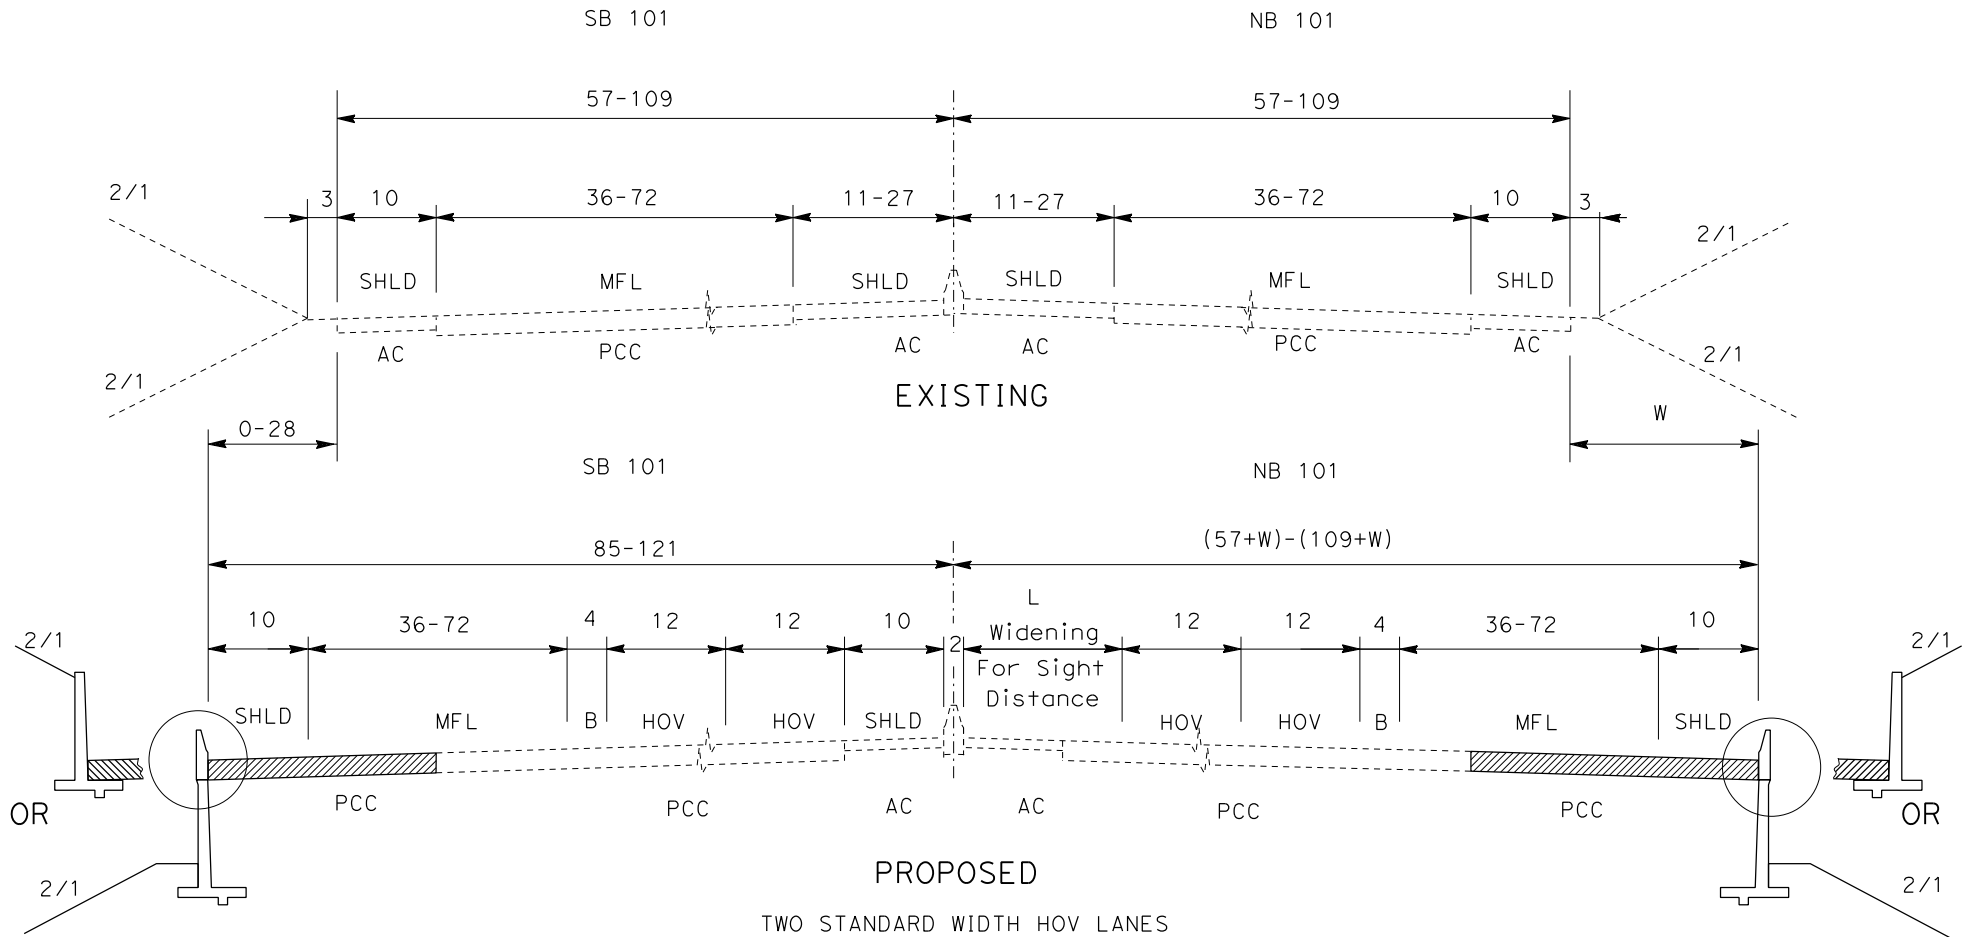 SB 101 NB 101
57-109 57-109
2/1 3 10 36-72 11-27 11-27 36-72 10 3 2/1
SHLD MFL SHLD SHLD MFL SHLD
AC PCC AC AC PCC AC
2/1 2/1
EXISTING
0-28 W
SB 101 NB 101
85-121 (57+W)-(109+W)
L
10 36-72 4 12 12 10 2 Widening 12 12 4 36-72 10
2/1 For Sight 2/1
Distance
SHLD MFL B HOV HOV SHLD HOV HOV B MFL SHLD
OR PCC PCC AC AC PCC PCC OR
2/1 PROPOSED 2/1
TWO STANDARD WIDTH HOV LANES